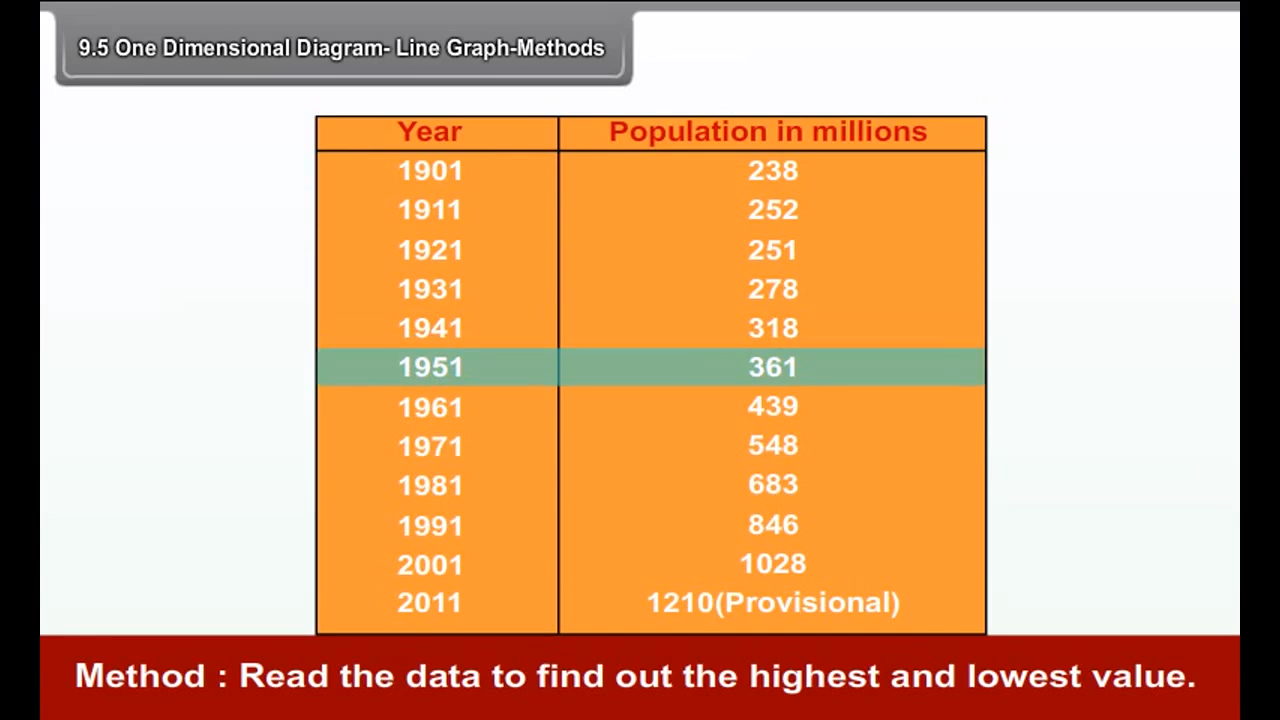 9.5 One Dimensional Diagram- Line Graph-Methods
Year Population in millions
1901 238
1911 252
1921 251
1931 278
1941 318
1951 361
1961 439
1971 548
1981 683
1991 846
2001 1028
2011 1210(Provisional)
Method : Read the data to find out the highest and lowest value.